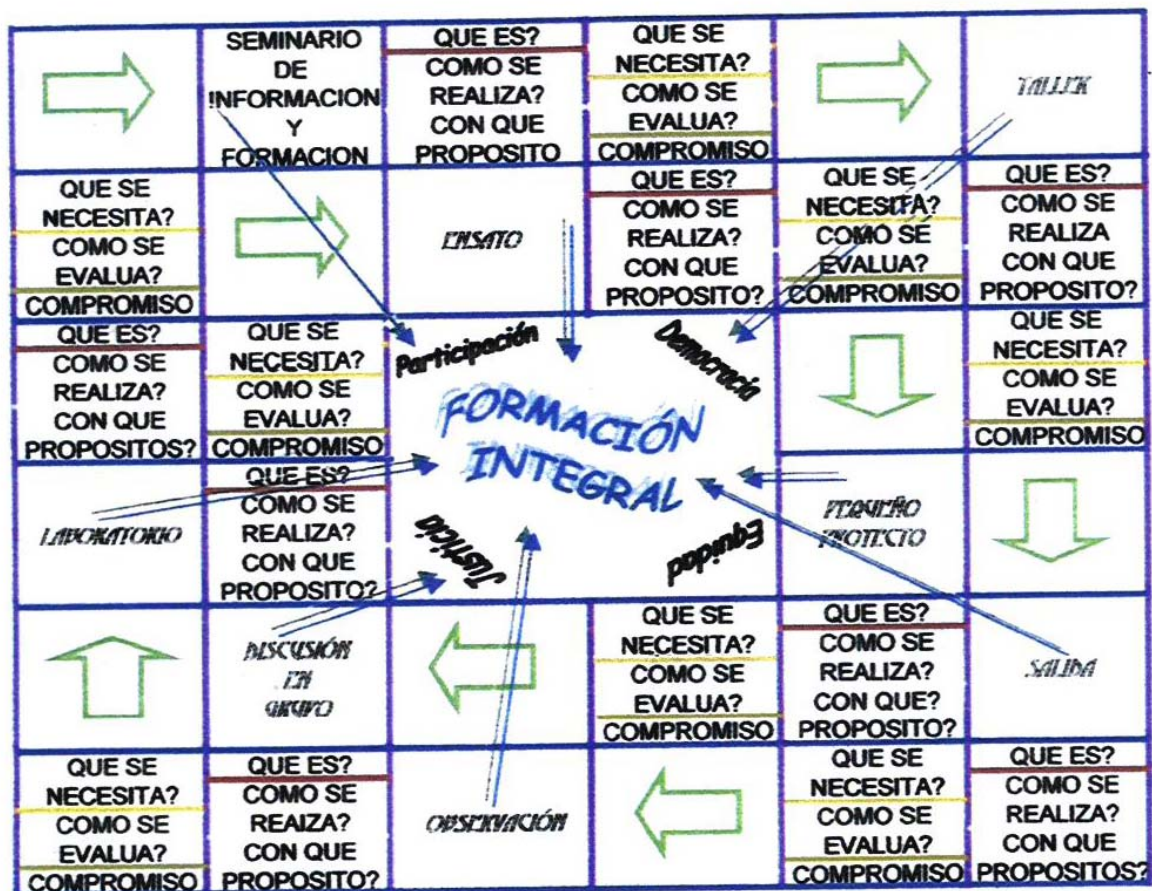 SEMINARIO
DE
INFORMACION
Y
FORMACION
QUE ES?
COMO SE
REALIZA?
CON QUE
PROPOSITO
QUE SE
NECESITA?
COMO SE
EVALUA?
COMPROMISO
TALLER
QUE SE
NECESITA?
COMO SE
EVALUA?
COMPROMISO
ENSAYO
QUE ES?
COMO SE
REALIZA?
CON QUE
PROPOSITO?
QUE SE
NECESITA?
COMO SE
EVALUA?
COMPROMISO
QUE ES?
COMO SE
REALIZA
CON QUE
PROPOSITO?
QUE ES?
COMO SE
REALIZA?
CON QUE
PROPOSITOS?
QUE SE
NECESITA?
COMO SE
EVALUA?
COMPROMISO
Participación
Democracia
FORMACIÓN
INTEGRAL
Justicia
Equidad
QUE SE
NECESITA?
COMO SE
EVALUA?
COMPROMISO
LABORATORIO
QUE ES?
COMO SE
REALIZA?
CON QUE
PROPOSITO?
PEQUEÑO
PROYECTO
DISCUSIÓN
EN
GRUPO
QUE SE
NECESITA?
COMO SE
EVALUA?
COMPROMISO
QUE ES?
COMO SE
REALIZA?
CON QUE?
PROPOSITO?
SALIDA
QUE SE
NECESITA?
COMO SE
EVALUA?
COMPROMISO
QUE ES?
COMO SE
REAIZA?
CON QUE
PROPOSITO?
OBSERVACIÓN
QUE SE
NECESITA?
COMO SE
EVALUA?
COMPROMISO
QUE ES?
COMO SE
REALIZA?
CON QUE
PROPOSITOS?